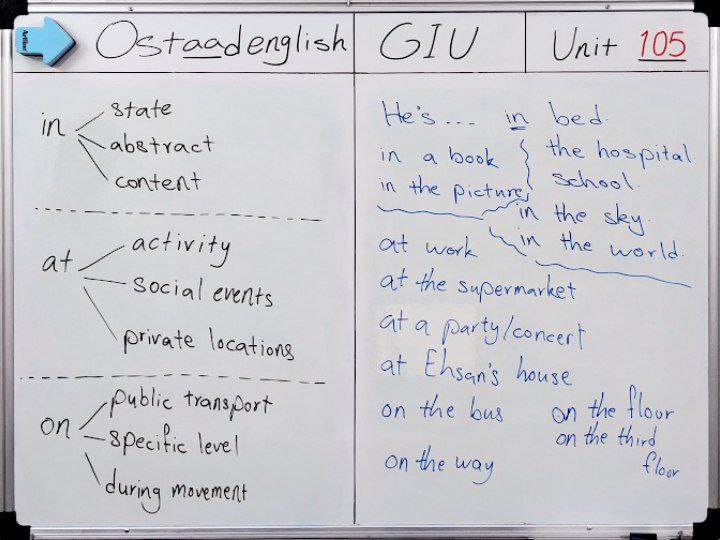 Artline
Ostaadenglish
GIU
Unit 105
in
state
abstract
content
at
activity
social events
private locations
on
public transport
specific level
during movement
He's... in bed.
in a book
the hospital.
in the picture
school.
in the sky.
at work
in the world.
at the supermarket
at a party/concert
at Ehsan's house
on the bus
on the floor
on the third
floor
on the way